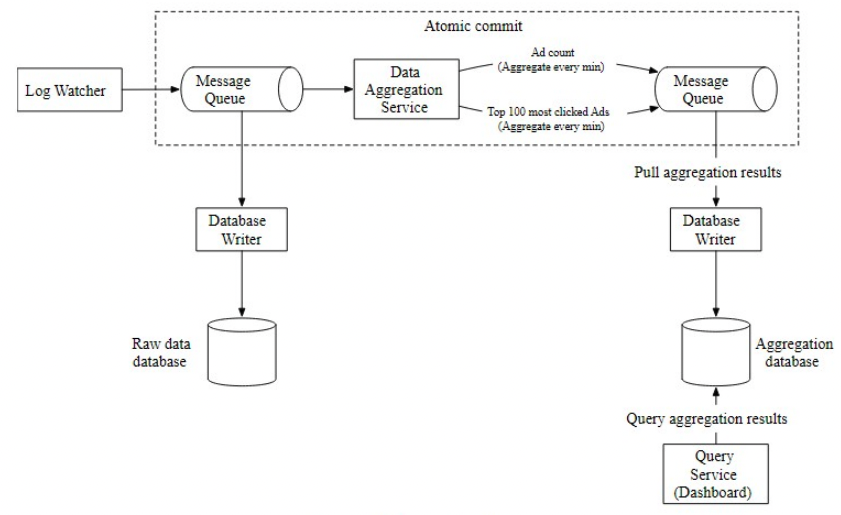 Atomic commit
Log Watcher
Message
Queue
Data
Aggregation
Service
Ad count
(Aggregate every min)
Top 100 most clicked Ads
(Aggregate every min)
Message
Queue
Pull aggregation results
Database
Writer
Database
Writer
Raw data
database
Aggregation
database
Query aggregation results
Query
Service
(Dashboard)